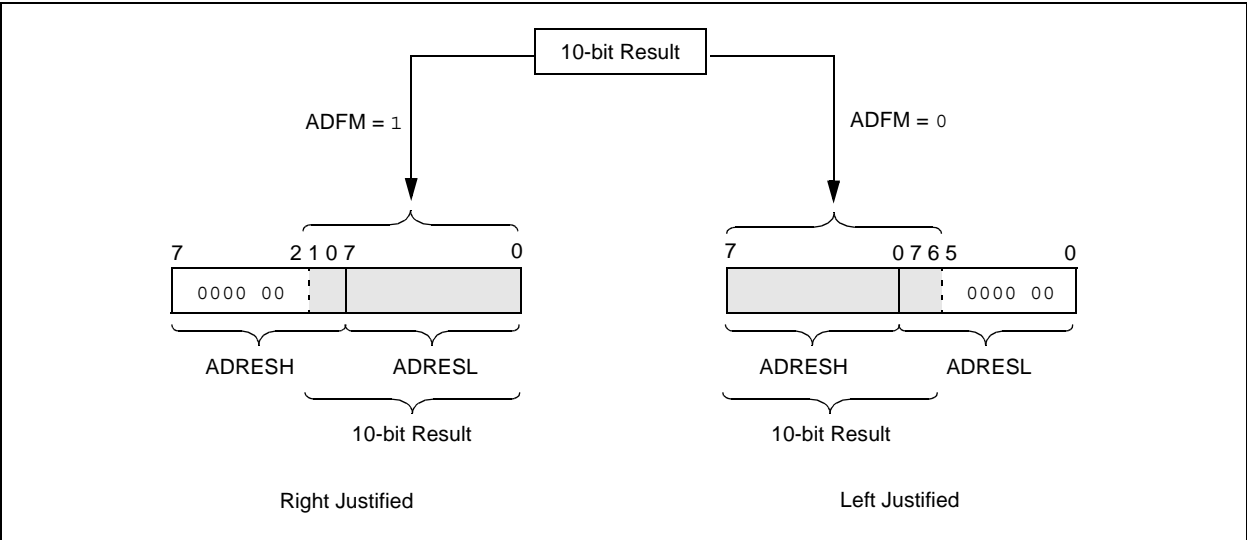 10-bit Result
ADFM = 1
ADFM = 0
7 2 1 0 7 0
7 0 7 6 5 0
0000 00
0000 00
ADRESH ADRESL
ADRESH ADRESL
10-bit Result
10-bit Result
Right Justified
Left Justified